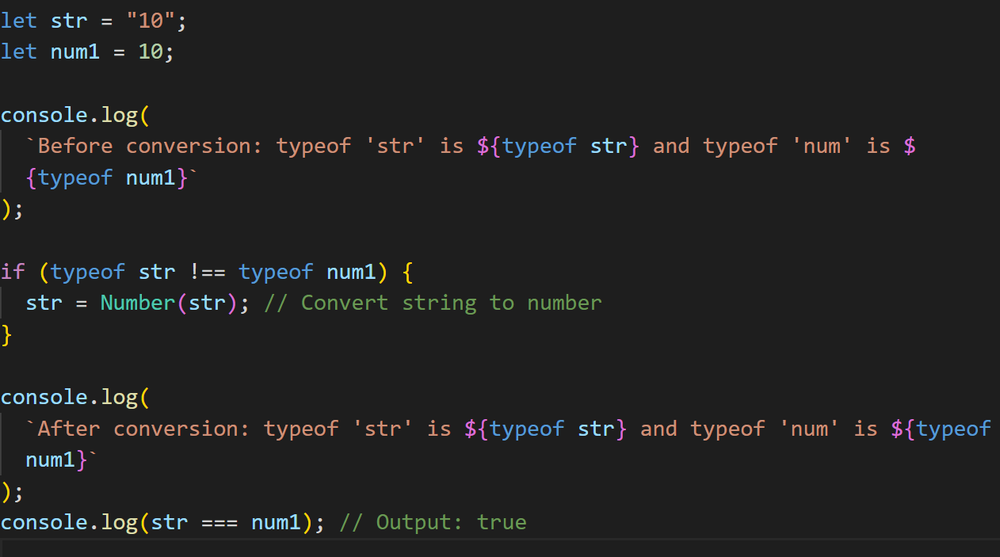 let str = "10";
let num1 = 10;
console.log(
`Before conversion: typeof 'str' is ${typeof str} and typeof 'num' is $
{typeof num1}`
);
if (typeof str !== typeof num1) {
str = Number(str); // Convert string to number
}
console.log(
`After conversion: typeof 'str' is ${typeof str} and typeof 'num' is ${typeof
num1}`
);
console.log(str === num1); // Output: true